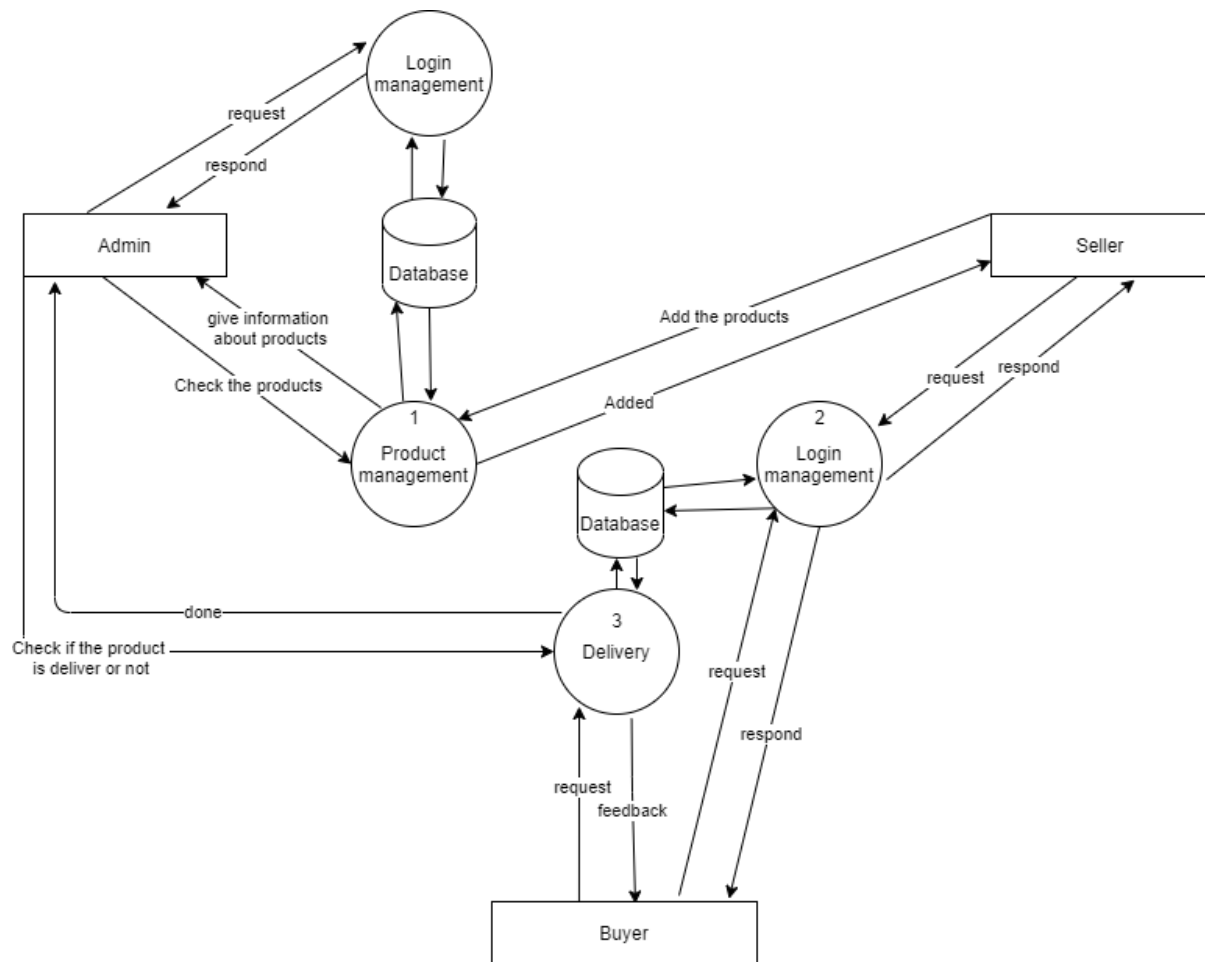 Login
management
request
respond
Admin
Seller
Database
give information
about products
Add the products
Check the products
request
respond
Added
1
Product
management
2
Login
management
Database
done
3
Delivery
Check if the product
is deliver or not
request
respond
request
feedback
Buyer